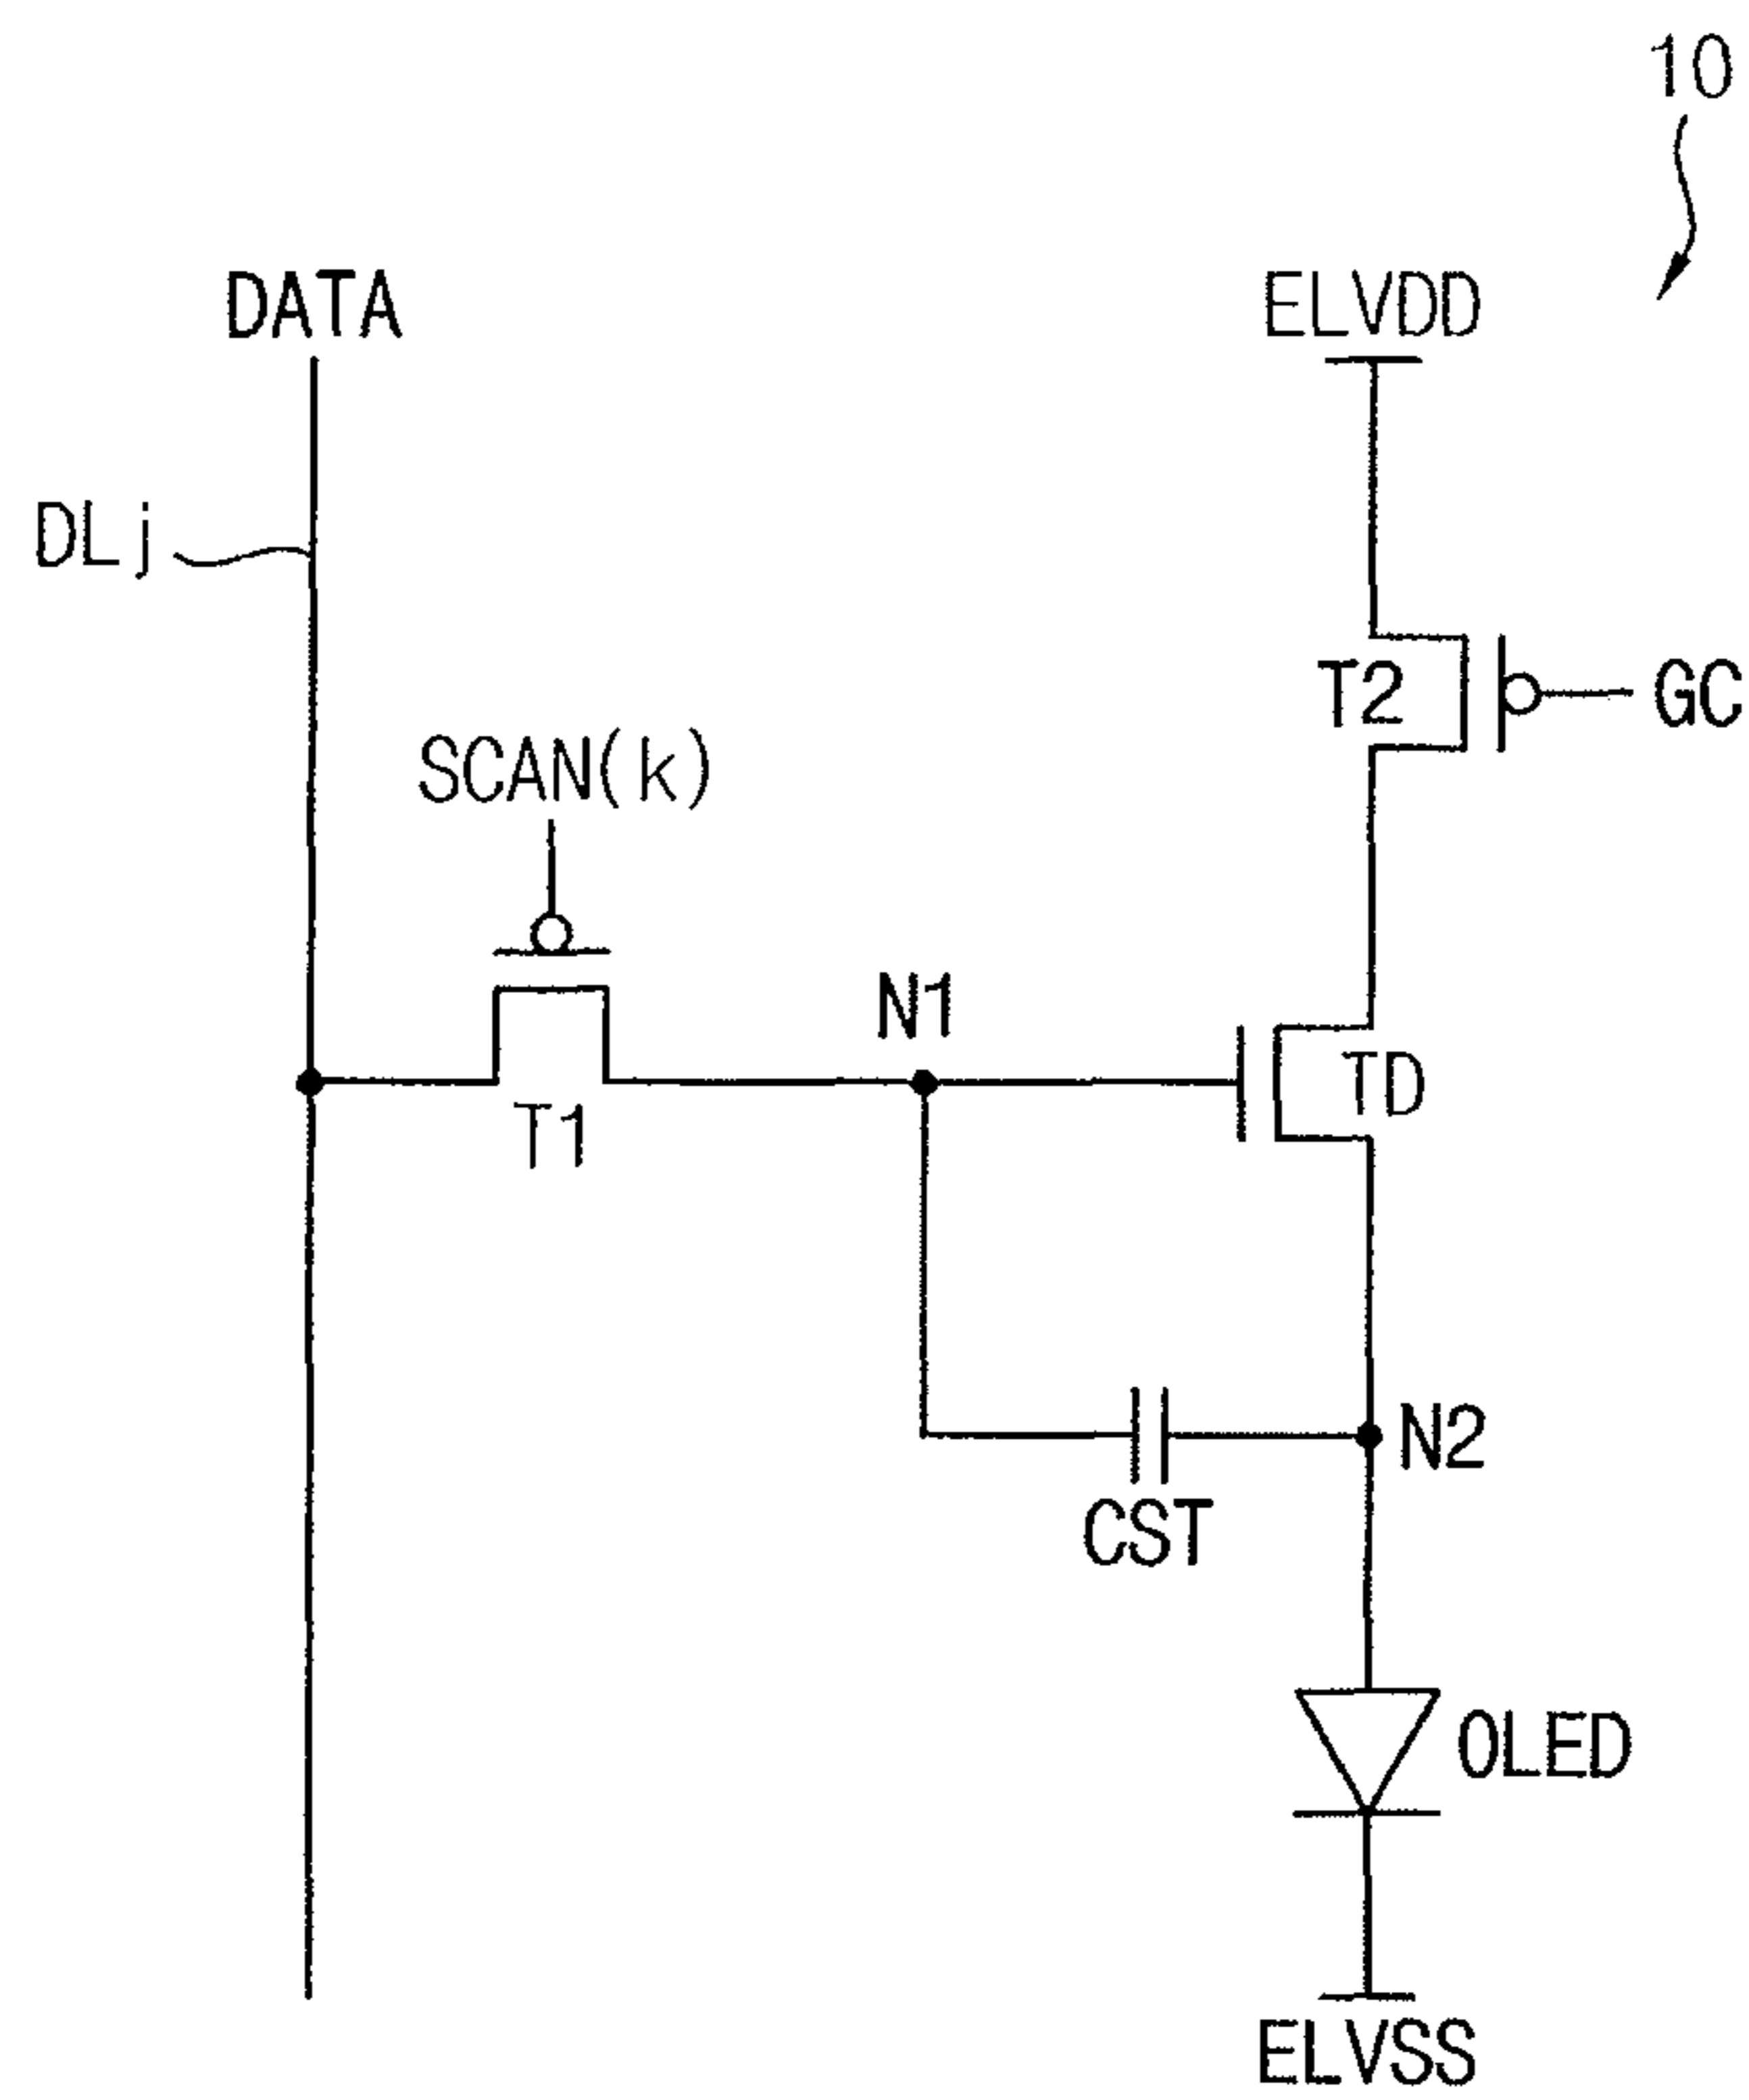 10
DATA
ELVDD
DLj
T2
GC
SCAN(k)
N1
TD
T1
N2
CST
OLED
ELVSS